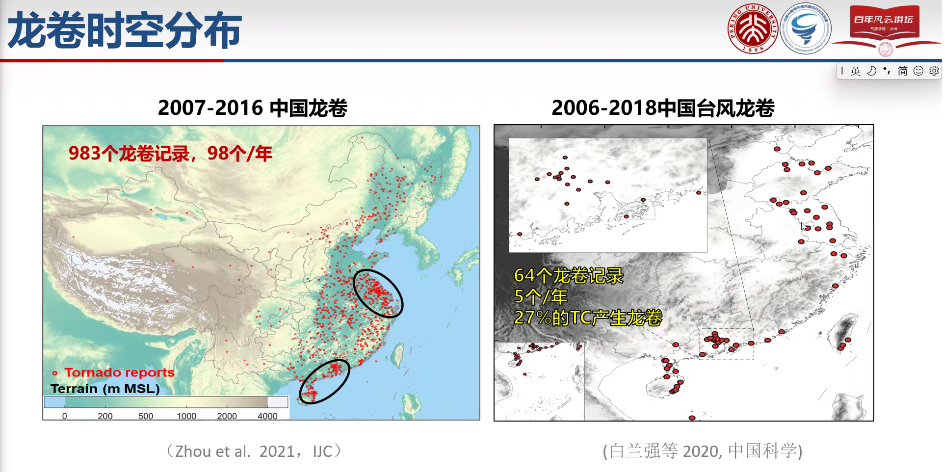 龙卷时空分布
PEKING UNIVERSITY
1898
百年风云讲坛
英 简
2007-2016 中国龙卷
2006-2018中国台风龙卷
983个龙卷记录，98个/年
64个龙卷记录
5个/年
27%的TC产生龙卷
Tornado reports
Terrain (m MSL)
0 200 500 1000 2000 4000
（Zhou et al. 2021，IJC）
(白兰强等 2020, 中国科学)